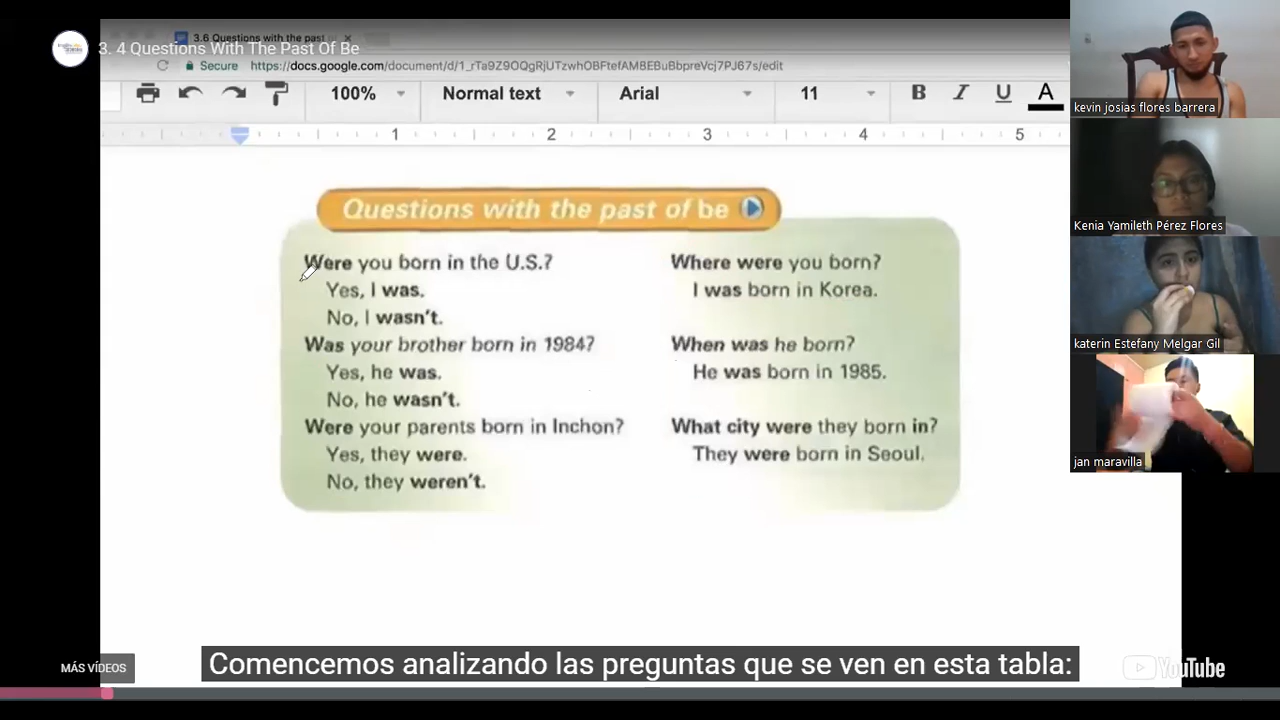 3.6 Questions with the past
3. 4 Questions With The Past Of Be
Secure
https://docs.google.com/document/d/1_rTa9Z9OQgRjUTzwhOBFtefAM8EBuBbpreVcj7PJ67s/edit
100% Normal text Arial 11 B I U A
1 2 3 4 5
Questions with the past of be
Were you born in the U.S.?
Yes, I was.
No, I wasn't.
Was your brother born in 1984?
Yes, he was.
No, he wasn't.
Were your parents born in Inchon?
Yes, they were.
No, they weren't.
Where were you born?
I was born in Korea.
When was he born?
He was born in 1985.
What city were they born in?
They were born in Seoul.
Comencemos analizando las preguntas que se ven en esta tabla:
MÁS VÍDEOS
YouTube
kevin josias flores barrera
Kenia Yamileth Pérez Flores
katerin Estefany Melgar Gil
jan maravilla